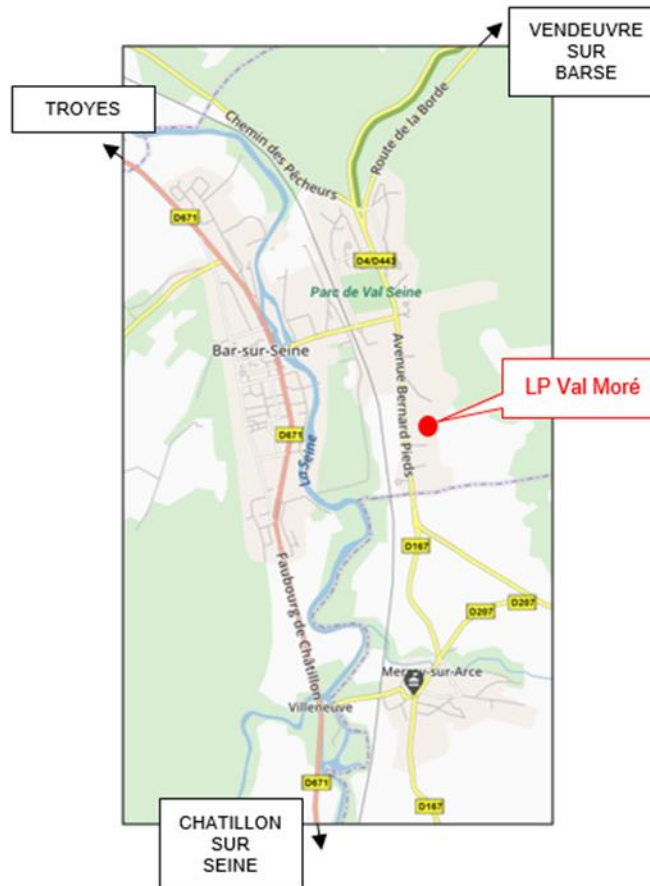 VENDEUVRE
SUR
BARSE
TROYES
Chemin des Pêcheurs
Route de la Borde
D671
D4/D443
Parc de Val Seine
Bar-sur-Seine
Avenue Bernard Pieds
LP Val Moré
D671
La Seine
D167
Faubourg de Châtillon
D207
D207
Merrey-sur-Arce
Villeneuve
D671
D167
CHATILLON
SUR
SEINE